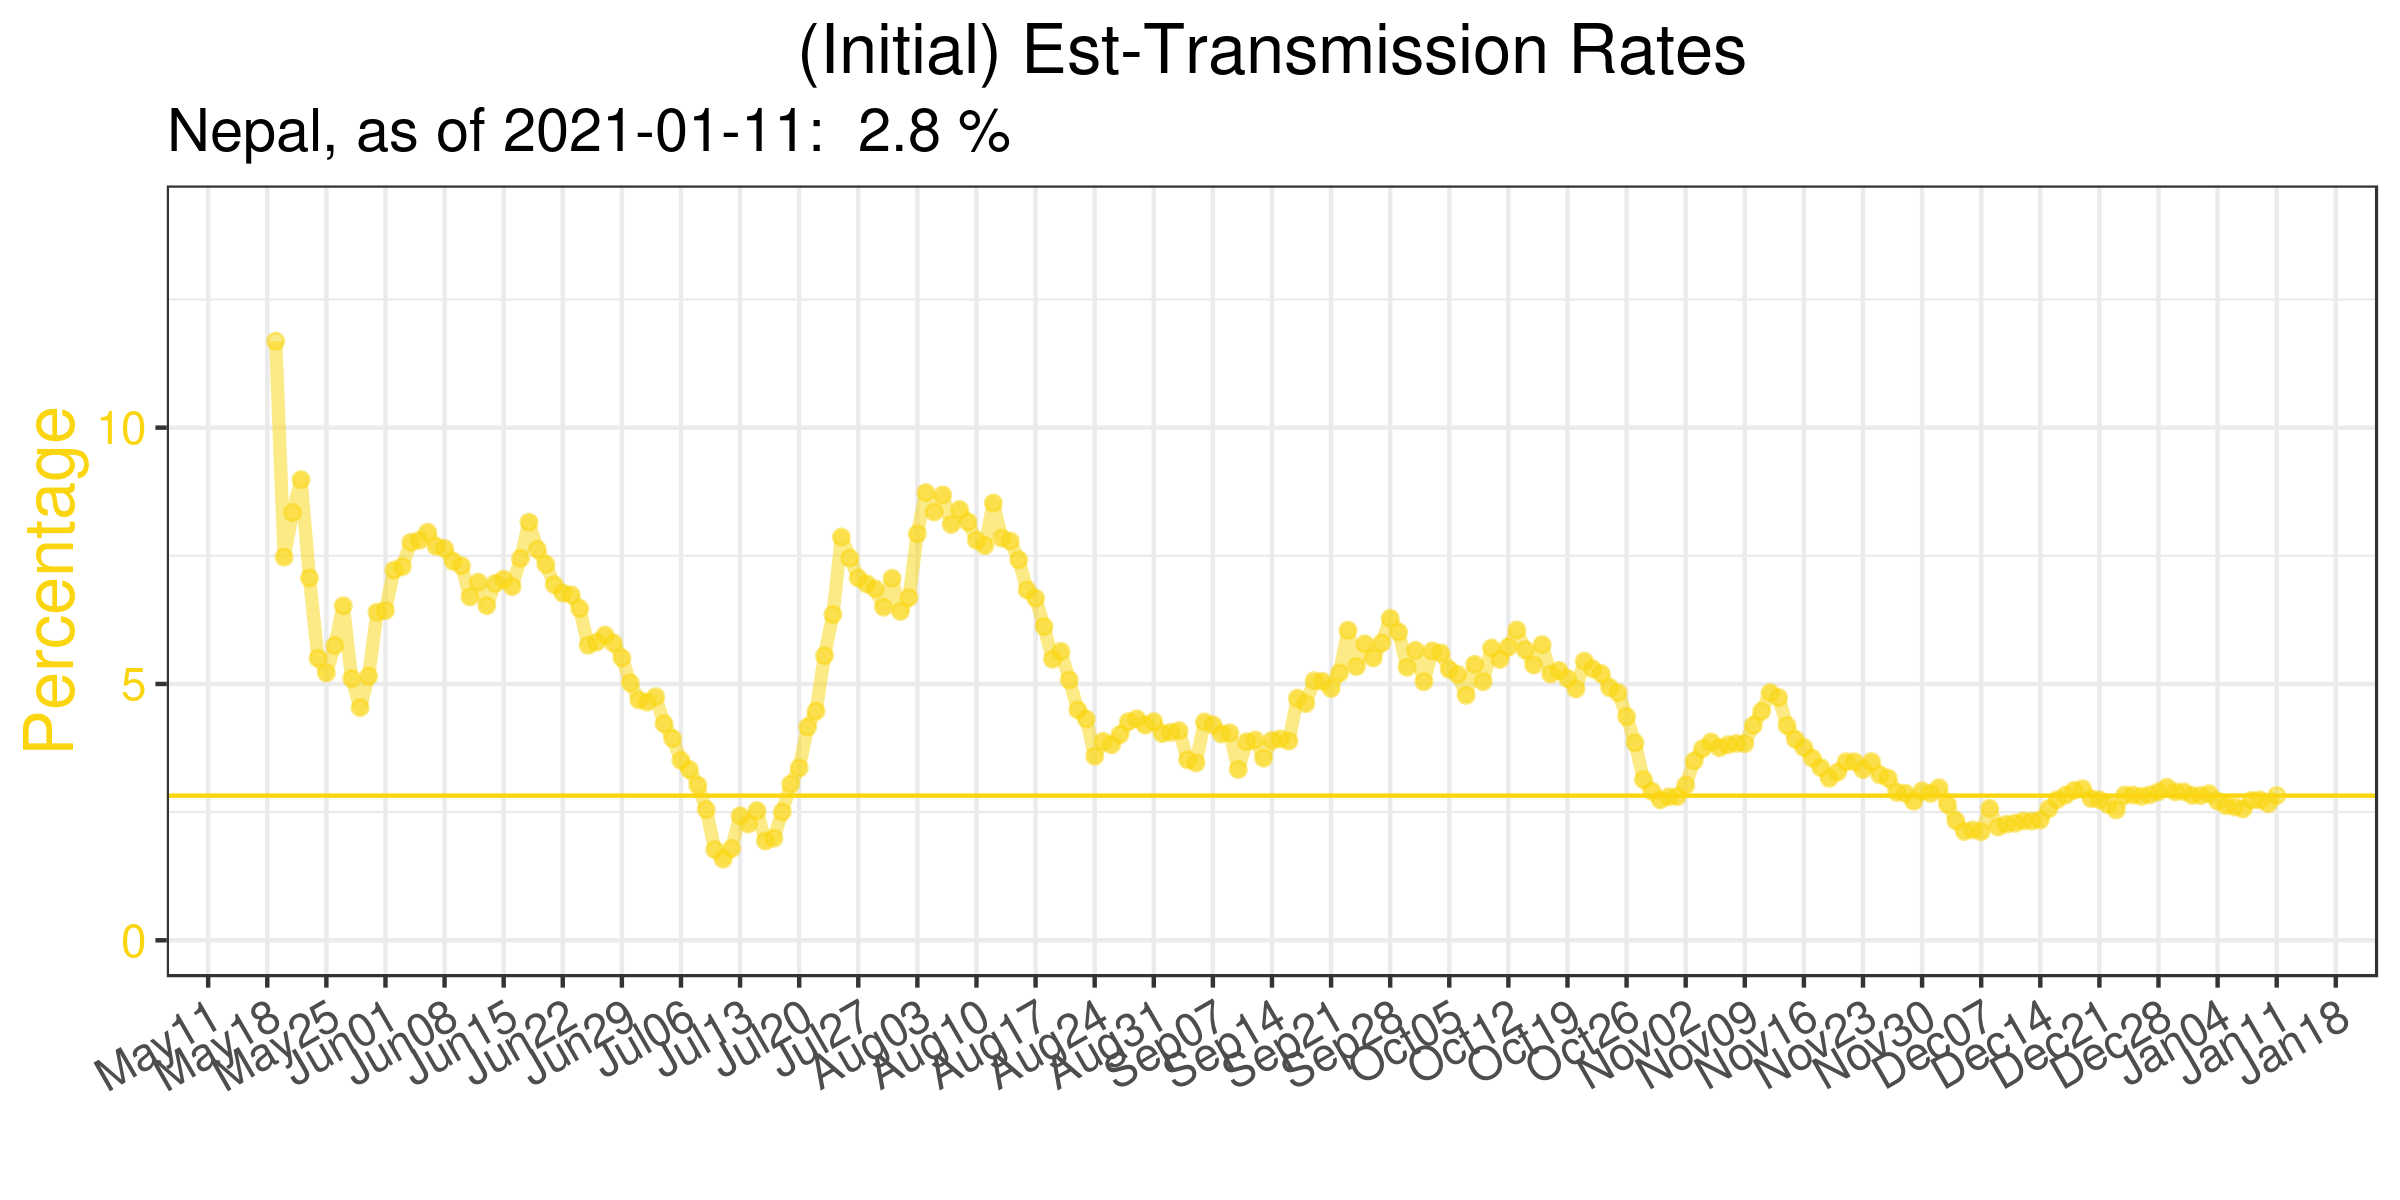 (Initial) Est-Transmission Rates
Nepal, as of 2021-01-11:  2.8 %
Percentage
10
5
0
May11
May18
May25
Jun01
Jun08
Jun15
Jun22
Jun29
Jul06
Jul13
Jul20
Jul27
Aug03
Aug10
Aug17
Aug24
Aug31
Sep07
Sep14
Sep21
Sep28
Oct05
Oct12
Oct19
Oct26
Nov02
Nov09
Nov16
Nov23
Nov30
Dec07
Dec14
Dec21
Dec28
Jan04
Jan11
Jan18